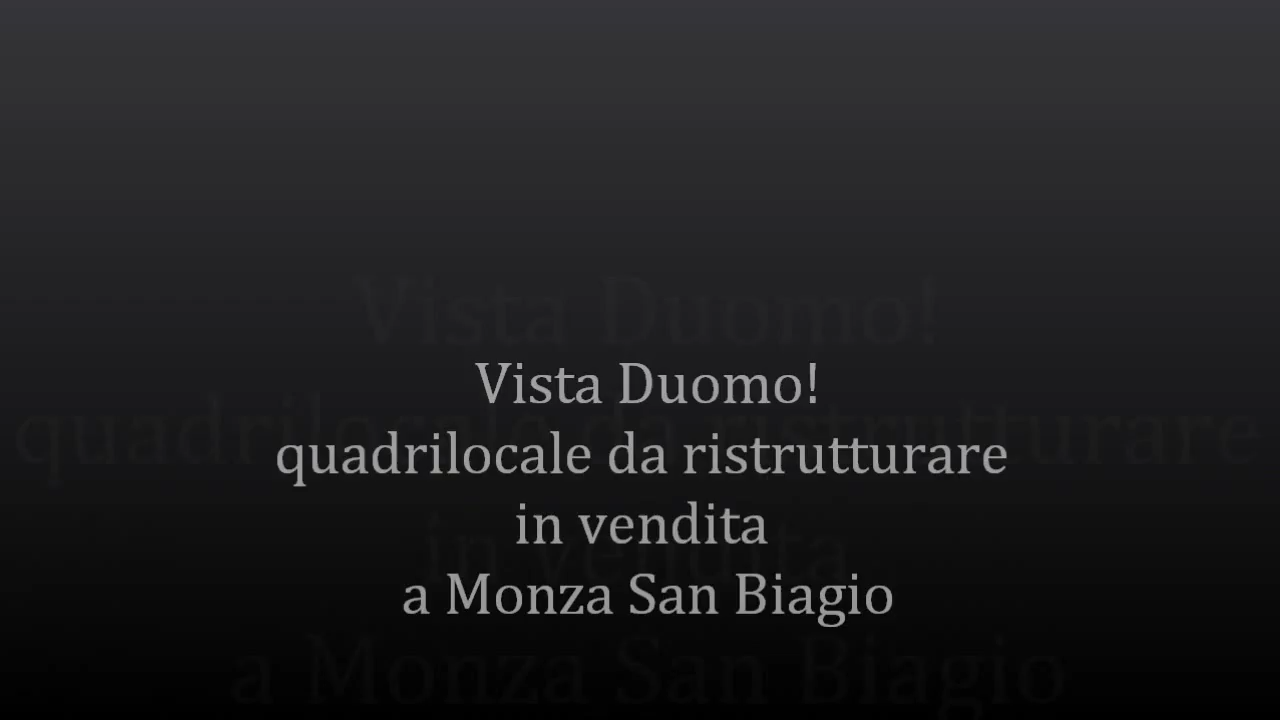 Vista Duomo!
quadrilocale da ristrutturare
in vendita
a Monza San Biagio